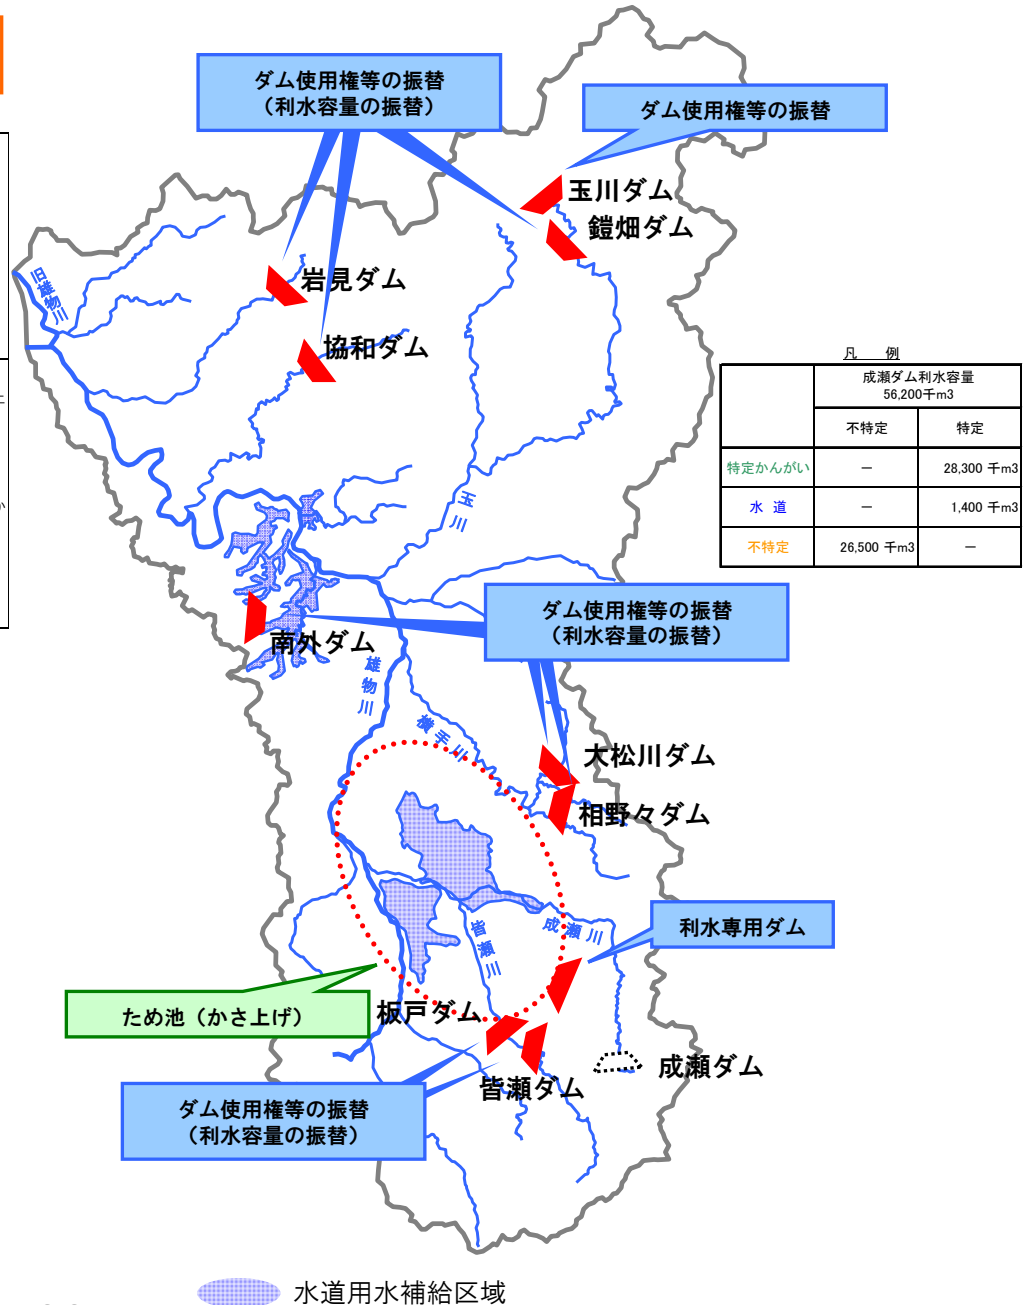 ダム使用権等の振替
（利水容量の振替）
ダム使用権等の振替
玉川ダム
鎧畑ダム
岩見ダム
旧雄物川
協和ダム
凡　例
成瀬ダム利水容量
56,200千m3
不特定
特定
特定かんがい
－
28,300 千m3
水 道
－
1,400 千m3
不特定
26,500 千m3
－
玉川
ダム使用権等の振替
（利水容量の振替）
南外ダム
雄物川
横手川
大松川ダム
相野々ダム
利水専用ダム
成瀬川
皆瀬川
ため池（かさ上げ）
板戸ダム
成瀬ダム
皆瀬ダム
ダム使用権等の振替
（利水容量の振替）
水道用水補給区域